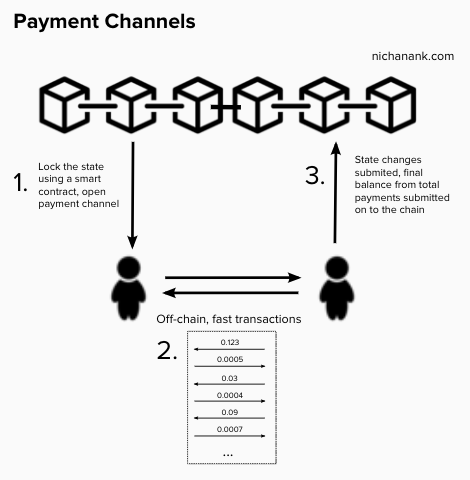 Payment Channels
nichanank.com
1.
Lock the state
using a smart
contract, open
payment channel
3.
State changes
submited, final
balance from total
payments submitted
on to the chain
Off-chain, fast transactions
2.
0.123
0.0005
0.03
0.0004
0.09
0.0007
...